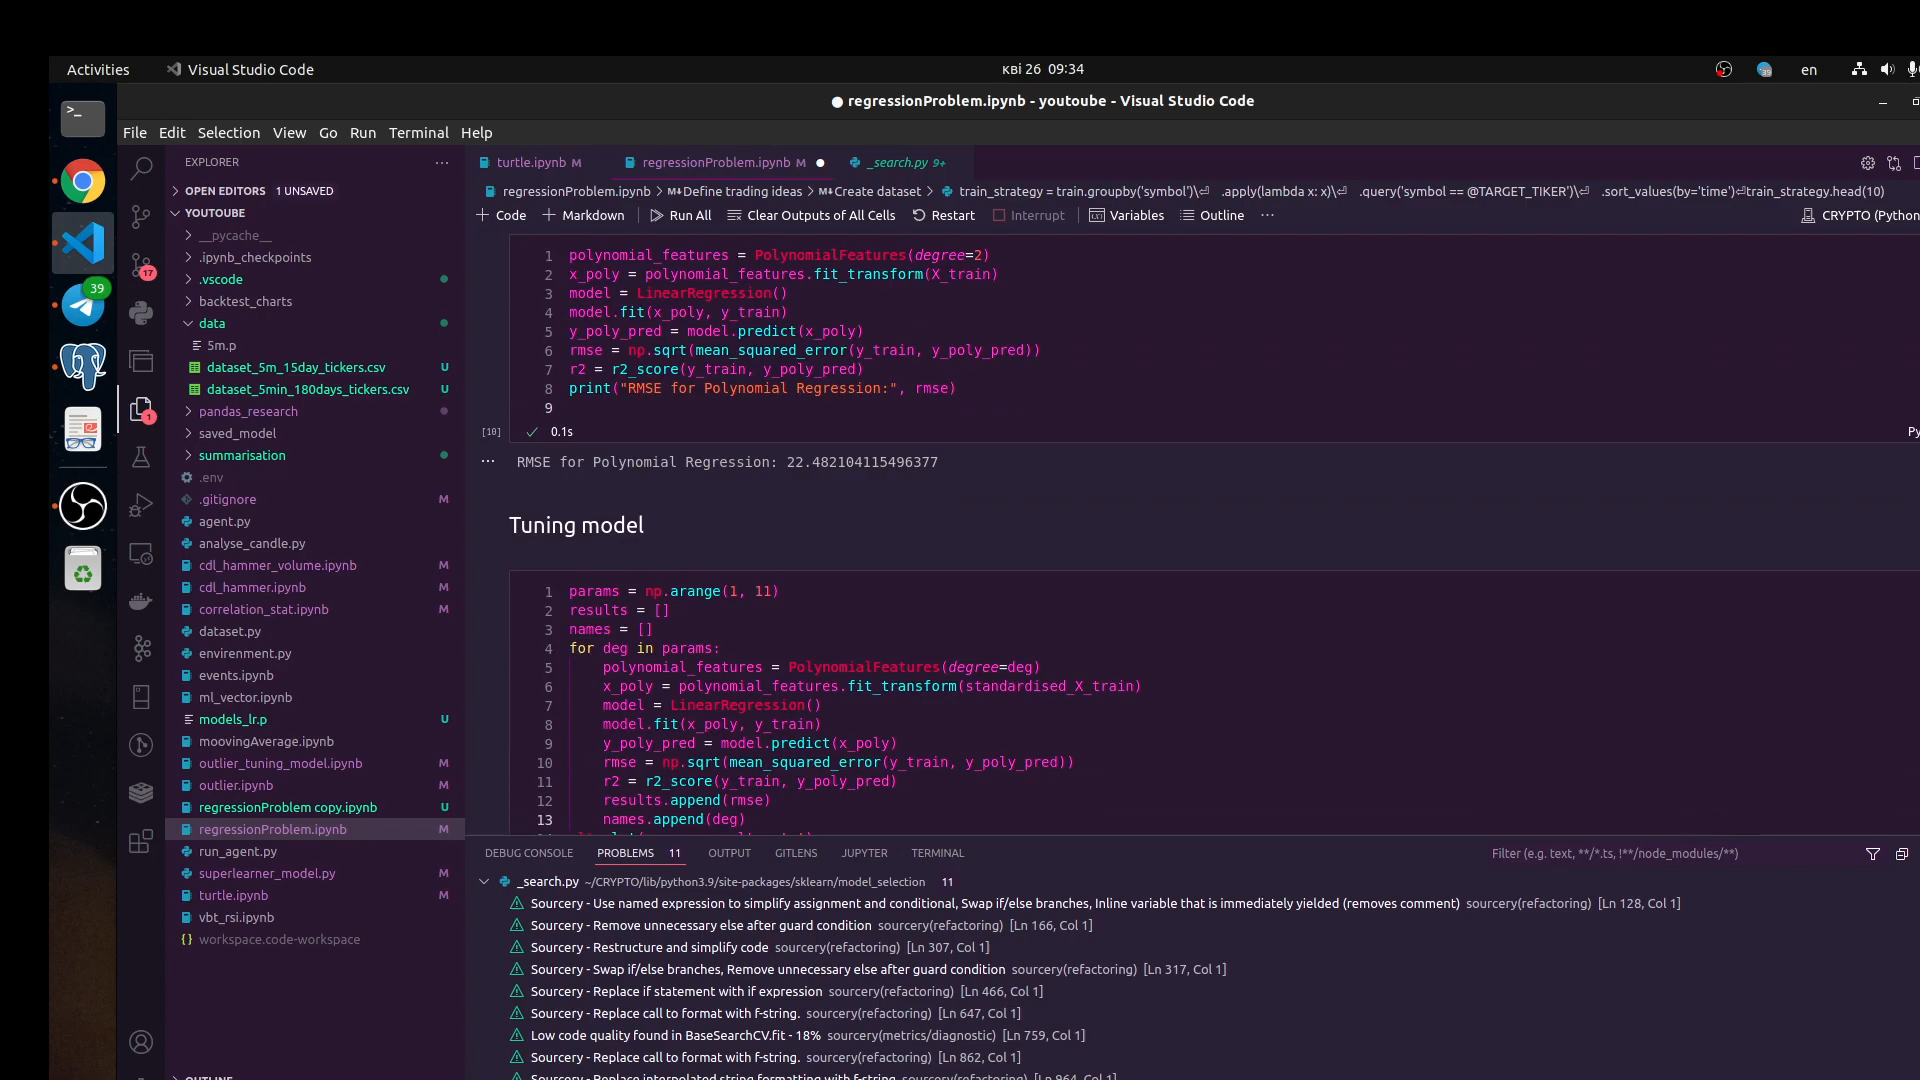 Activities Visual Studio Code кві 26 09:34 en
regressionProblem.ipynb - youtoube - Visual Studio Code
File Edit Selection View Go Run Terminal Help
EXPLORER
OPEN EDITORS 1 UNSAVED
YOUTOUBE
__pycache__
.ipynb_checkpoints
17
.vscode
backtest_charts
39
data
5m.p
dataset_5m_15day_tickers.csv U
dataset_5min_180days_tickers.csv U
1
pandas_research
saved_model
summarisation
.env
.gitignore M
agent.py
analyse_candle.py
cdl_hammer_volume.ipynb M
cdl_hammer.ipynb M
correlation_stat.ipynb M
dataset.py
envirenment.py
events.ipynb
ml_vector.ipynb
models_lr.p U
moovingAverage.ipynb
outlier_tuning_model.ipynb M
outlier.ipynb M
regressionProblem copy.ipynb U
regressionProblem.ipynb M
run_agent.py
superlearner_model.py M
turtle.ipynb M
vbt_rsi.ipynb
{} workspace.code-workspace
turtle.ipynb M regressionProblem.ipynb M _search.py 9+
regressionProblem.ipynb > M↓Define trading ideas > M↓Create dataset > train_strategy = train.groupby('symbol')\⏎ .apply(lambda x: x)\⏎ .query('symbol == @TARGET_TIKER')\⏎ .sort_values(by='time')⏎train_strategy.head(10)
+ Code + Markdown Run All Clear Outputs of All Cells Restart Interrupt Variables Outline ··· CRYPTO (Python
1 polynomial_features = PolynomialFeatures(degree=2)
2 x_poly = polynomial_features.fit_transform(X_train)
3 model = LinearRegression()
4 model.fit(x_poly, y_train)
5 y_poly_pred = model.predict(x_poly)
6 rmse = np.sqrt(mean_squared_error(y_train, y_poly_pred))
7 r2 = r2_score(y_train, y_poly_pred)
8 print("RMSE for Polynomial Regression:", rmse)
9
[10] ✓ 0.1s Py
··· RMSE for Polynomial Regression: 22.482104115496377
Tuning model
1 params = np.arange(1, 11)
2 results = []
3 names = []
4 for deg in params:
5 polynomial_features = PolynomialFeatures(degree=deg)
6 x_poly = polynomial_features.fit_transform(standardised_X_train)
7 model = LinearRegression()
8 model.fit(x_poly, y_train)
9 y_poly_pred = model.predict(x_poly)
10 rmse = np.sqrt(mean_squared_error(y_train, y_poly_pred))
11 r2 = r2_score(y_train, y_poly_pred)
12 results.append(rmse)
13 names.append(deg)
DEBUG CONSOLE PROBLEMS 11 OUTPUT GITLENS JUPYTER TERMINAL Filter (e.g. text, **/*.ts, !**/node_modules/**)
_search.py ~/CRYPTO/lib/python3.9/site-packages/sklearn/model_selection 11
Sourcery - Use named expression to simplify assignment and conditional, Swap if/else branches, Inline variable that is immediately yielded (removes comment) sourcery(refactoring) [Ln 128, Col 1]
Sourcery - Remove unnecessary else after guard condition sourcery(refactoring) [Ln 166, Col 1]
Sourcery - Restructure and simplify code sourcery(refactoring) [Ln 307, Col 1]
Sourcery - Swap if/else branches, Remove unnecessary else after guard condition sourcery(refactoring) [Ln 317, Col 1]
Sourcery - Replace if statement with if expression sourcery(refactoring) [Ln 466, Col 1]
Sourcery - Replace call to format with f-string. sourcery(refactoring) [Ln 647, Col 1]
Low code quality found in BaseSearchCV.fit - 18% sourcery(metrics/diagnostic) [Ln 759, Col 1]
Sourcery - Replace call to format with f-string. sourcery(refactoring) [Ln 862, Col 1]
Sourcery - Replace interpolated string formatting with f-string sourcery(refactoring) [Ln 964, Col 1]
OUTLINE